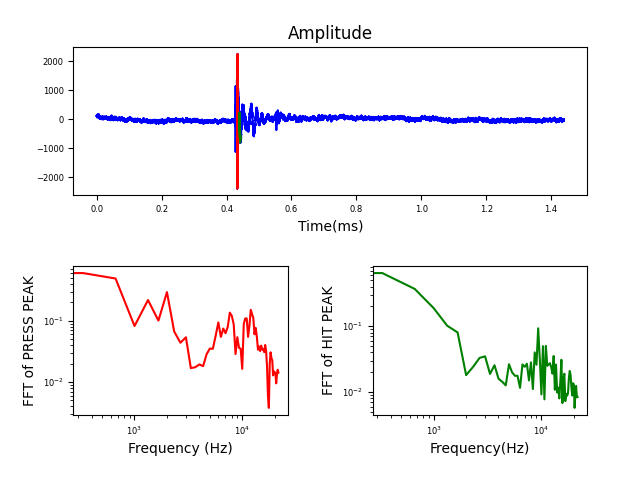 Amplitude
2000
1000
0
−1000
−2000
0.0 0.2 0.4 0.6 0.8 1.0 1.2 1.4
Time(ms)
FFT of PRESS PEAK
10⁻¹
10⁻²
10³ 10⁴
Frequency (Hz)
FFT of HIT PEAK
10⁻¹
10⁻²
10³ 10⁴
Frequency(Hz)